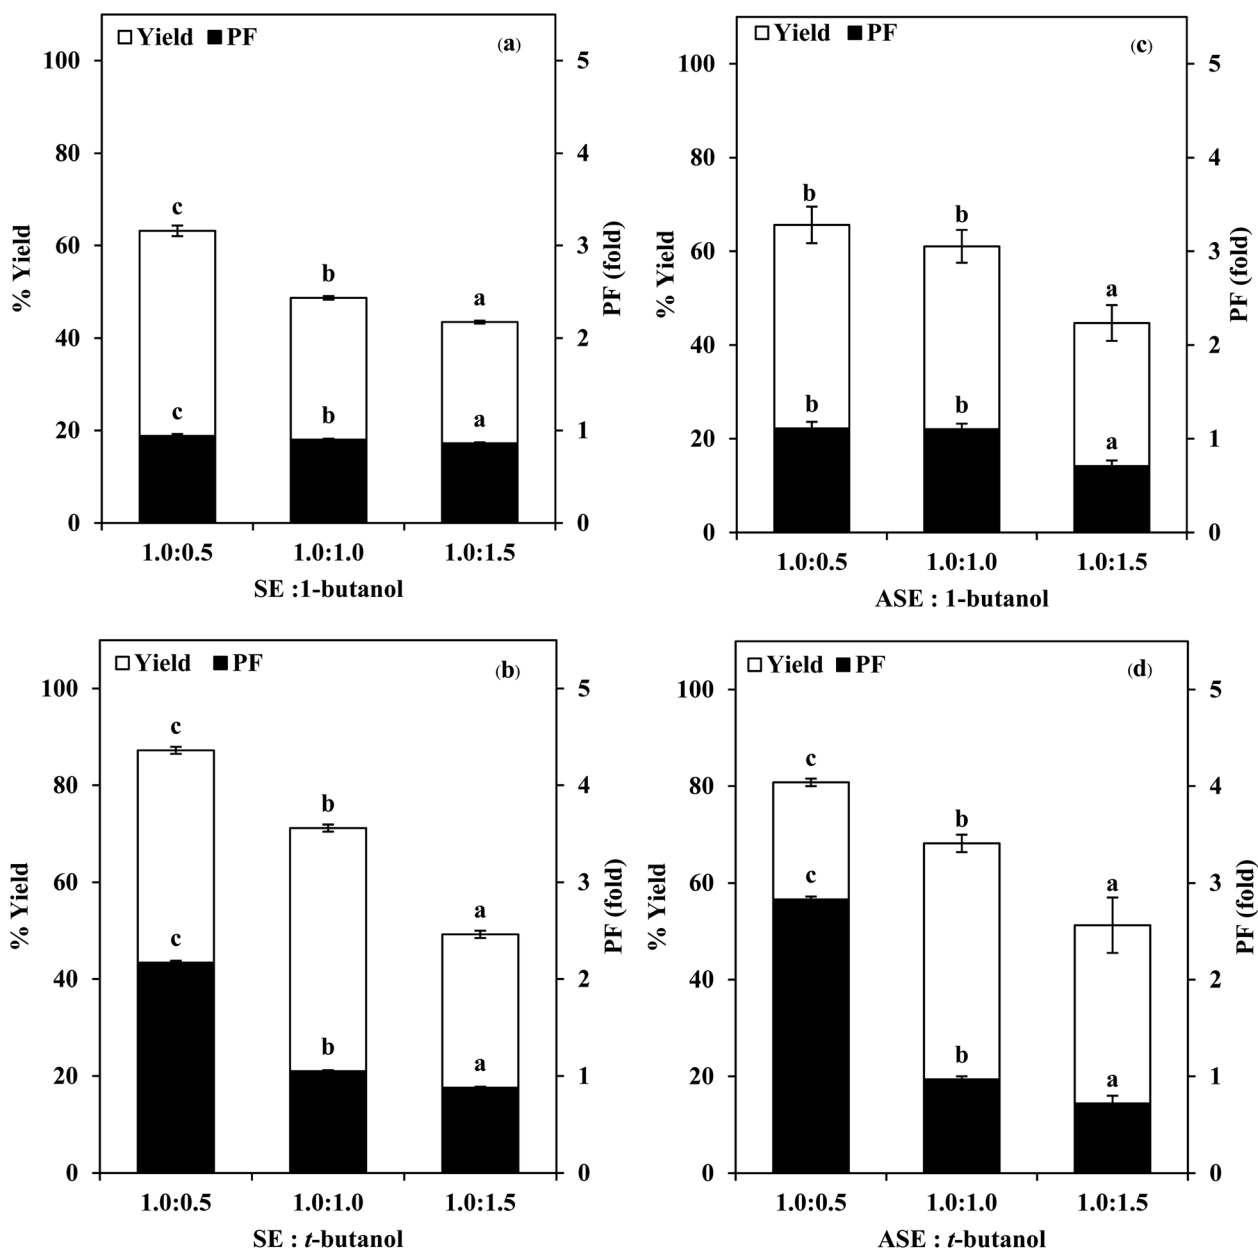 Yield PF (a)
100
80
60
40
20
0
% Yield
c
b
a
c
b
a
5
4
3
2
1
0
PF (fold)
1.0:0.5 1.0:1.0 1.0:1.5
SE :1-butanol
Yield PF (c)
100
80
60
40
20
0
% Yield
b
b
a
b
b
a
5
4
3
2
1
0
PF (fold)
1.0:0.5 1.0:1.0 1.0:1.5
ASE : 1-butanol
Yield PF (b)
100
80
60
40
20
0
% Yield
c
b
a
c
b
a
5
4
3
2
1
0
PF (fold)
1.0:0.5 1.0:1.0 1.0:1.5
SE : t-butanol
Yield PF (d)
100
80
60
40
20
0
% Yield
c
b
a
c
b
a
5
4
3
2
1
0
PF (fold)
1.0:0.5 1.0:1.0 1.0:1.5
ASE : t-butanol